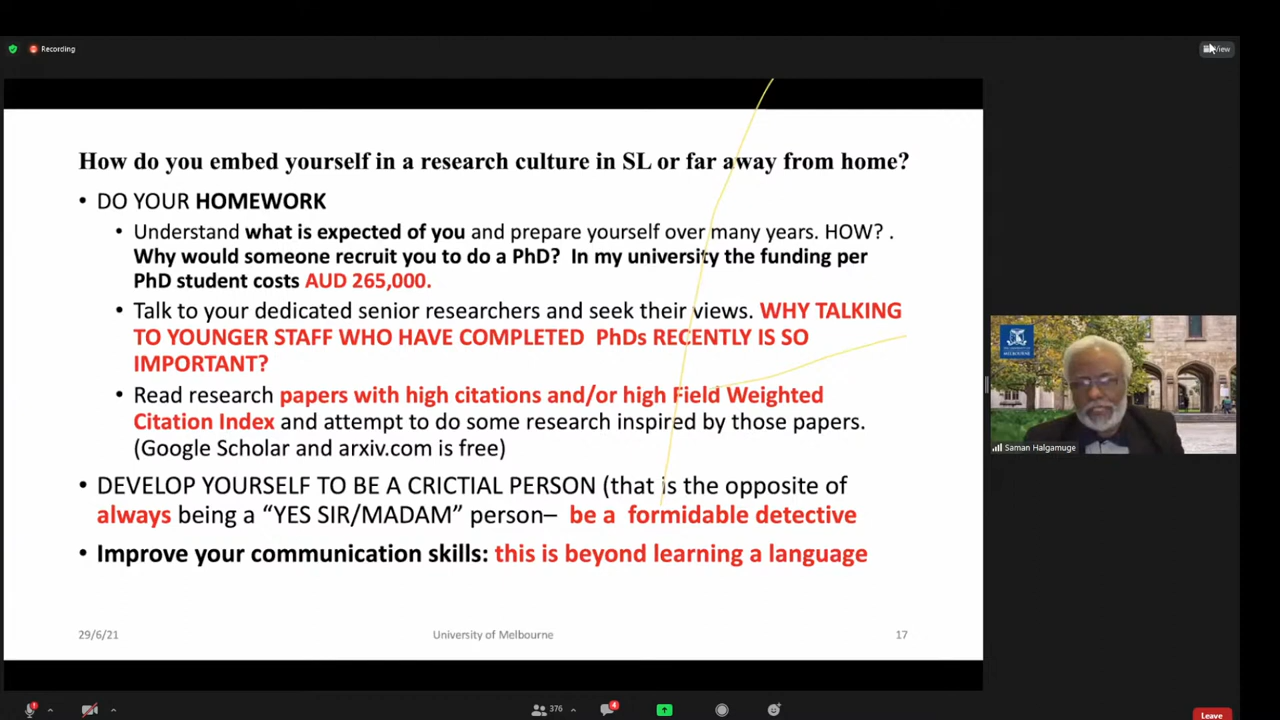 Recording
View
How do you embed yourself in a research culture in SL or far away from home?
• DO YOUR HOMEWORK
• Understand what is expected of you and prepare yourself over many years. HOW? .
Why would someone recruit you to do a PhD? In my university the funding per
PhD student costs AUD 265,000.
• Talk to your dedicated senior researchers and seek their views. WHY TALKING
TO YOUNGER STAFF WHO HAVE COMPLETED PhDs RECENTLY IS SO
IMPORTANT?
• Read research papers with high citations and/or high Field Weighted
Citation Index and attempt to do some research inspired by those papers.
(Google Scholar and arxiv.com is free)
• DEVELOP YOURSELF TO BE A CRICTIAL PERSON (that is the opposite of
always being a “YES SIR/MADAM” person– be a formidable detective
• Improve your communication skills: this is beyond learning a language
29/6/21
University of Melbourne
17
MELBOURNE
Saman Halgamuge
376
4
Leave